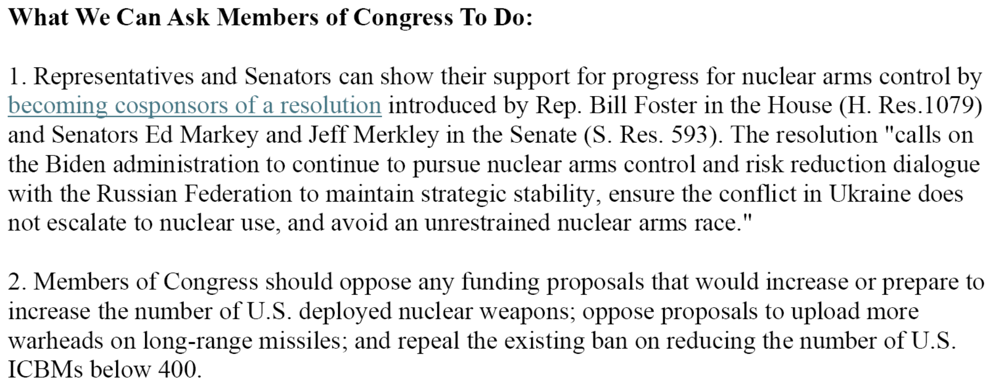 What We Can Ask Members of Congress To Do:
1. Representatives and Senators can show their support for progress for nuclear arms control by
becoming cosponsors of a resolution introduced by Rep. Bill Foster in the House (H. Res.1079)
and Senators Ed Markey and Jeff Merkley in the Senate (S. Res. 593). The resolution "calls on
the Biden administration to continue to pursue nuclear arms control and risk reduction dialogue
with the Russian Federation to maintain strategic stability, ensure the conflict in Ukraine does
not escalate to nuclear use, and avoid an unrestrained nuclear arms race."
2. Members of Congress should oppose any funding proposals that would increase or prepare to
increase the number of U.S. deployed nuclear weapons; oppose proposals to upload more
warheads on long-range missiles; and repeal the existing ban on reducing the number of U.S.
ICBMs below 400.